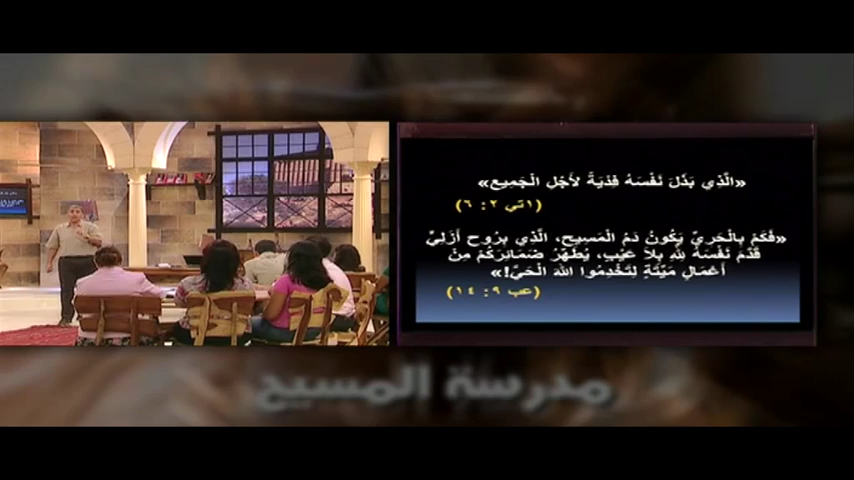 «الَّذِي بَذَلَ نَفْسَهُ فِدْيَةً لأَجْلِ الْجَمِيعِ»
(١تي ٢ : ٦)
«فَكَمْ بِالْحَرِيِّ يَكُونُ دَمُ الْمَسِيحِ، الَّذِي بِرُوحٍ أَزَلِيٍّ
قَدَّمَ نَفْسَهُ للهِ بِلاَ عَيْبٍ، يُطَهِّرُ ضَمَائِرَكُمْ مِنْ
أَعْمَالٍ مَيِّتَةٍ لِتَخْدِمُوا اللهَ الْحَيَّ!»
(عب ٩ : ١٤)
مدرسة المسيح